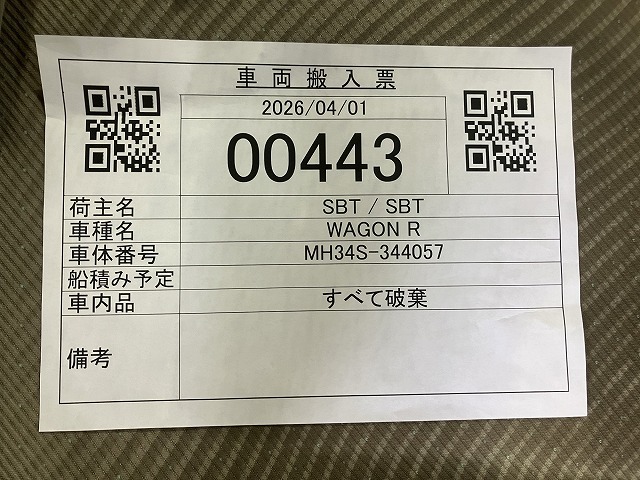 車両搬入票
2026/04/01
00443
荷主名 SBT / SBT
車種名 WAGON R
車体番号 MH34S-344057
船積み予定
車内品 すべて破棄
備考